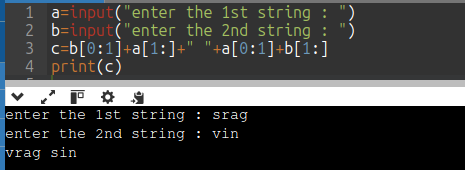 1 a=input("enter the 1st string : ")
2 b=input("enter the 2nd string : ")
3 c=b[0:1]+a[1:]+" "+a[0:1]+b[1:]
4 print(c)
enter the 1st string : srag
enter the 2nd string : vin
vrag sin